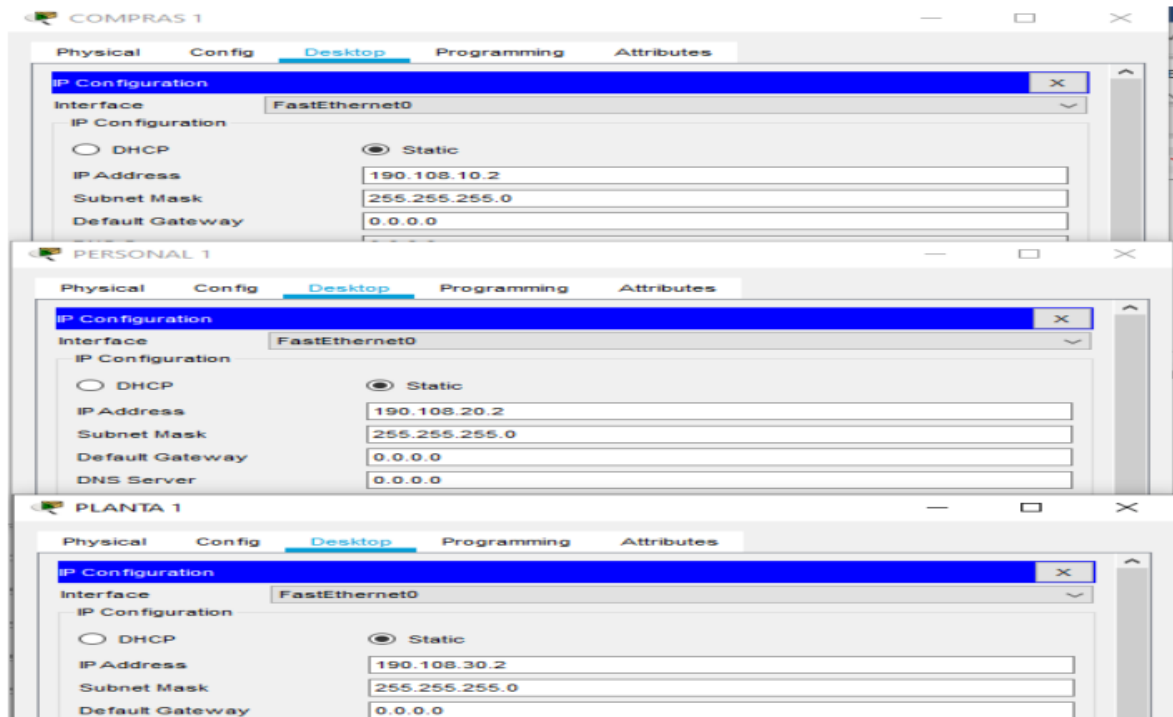 COMPRAS 1
Physical Config Desktop Programming Attributes
IP Configuration X
Interface FastEthernet0
IP Configuration
DHCP Static
IP Address 190.108.10.2
Subnet Mask 255.255.255.0
Default Gateway 0.0.0.0
PERSONAL 1
Physical Config Desktop Programming Attributes
IP Configuration X
Interface FastEthernet0
IP Configuration
DHCP Static
IP Address 190.108.20.2
Subnet Mask 255.255.255.0
Default Gateway 0.0.0.0
DNS Server 0.0.0.0
PLANTA 1
Physical Config Desktop Programming Attributes
IP Configuration X
Interface FastEthernet0
IP Configuration
DHCP Static
IP Address 190.108.30.2
Subnet Mask 255.255.255.0
Default Gateway 0.0.0.0